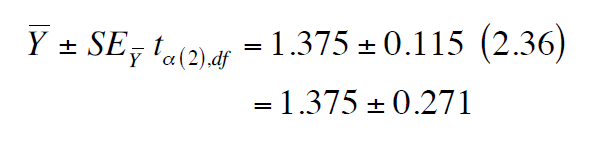 Ȳ ± SE_Ȳ t_α(2),df = 1.375 ± 0.115 (2.36)
= 1.375 ± 0.271